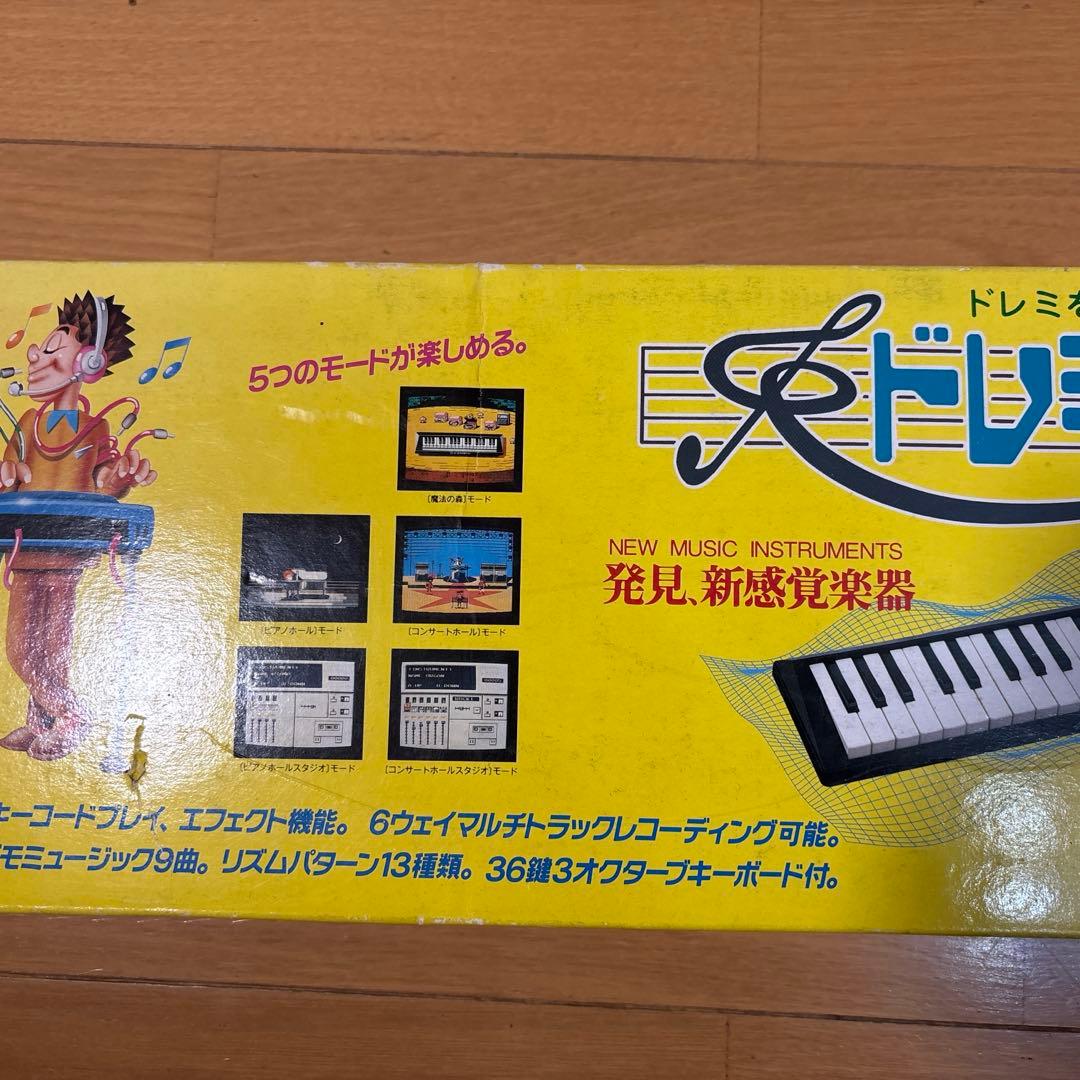 5つのモードが楽しめる。
[魔法の森]モード
[ピアノホール]モード
[コンサートホール]モード
[ピアノホールスタジオ]モード
[コンサートホールスタジオ]モード
ドレミな
ドレミ
NEW MUSIC INSTRUMENTS
発見、新感覚楽器
キーコードプレイ、エフェクト機能。 6ウェイマルチトラックレコーディング可能。
デモミュージック9曲。リズムパターン13種類。 36鍵3オクターブキーボード付。